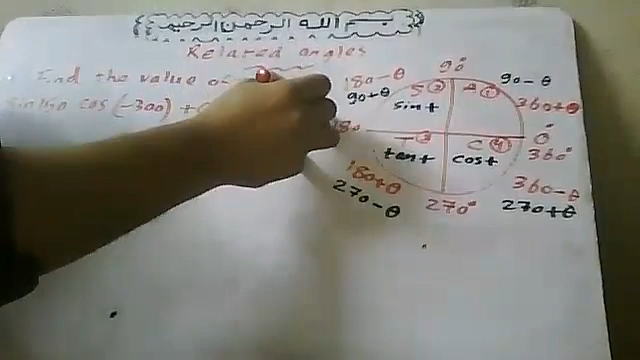 بسم الله الرحمن الرحيم
Related angles
Find the value of
cos (-300) +
90°
180-θ
90+θ
S ②
sin+
A ①
90-θ
360+θ
180
0°
360°
T ③
tan+
C ④
cos+
180+θ
270-θ
270°
360-θ
270+θ